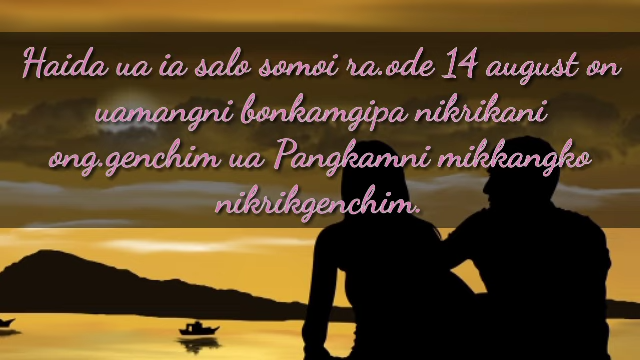 Haida ua ia salo somoi ra.ode 14 august on
uamangni bonkamgipa nikrikani
ong.genchim ua Pangkamni mikkangko
nikrikgenchim.